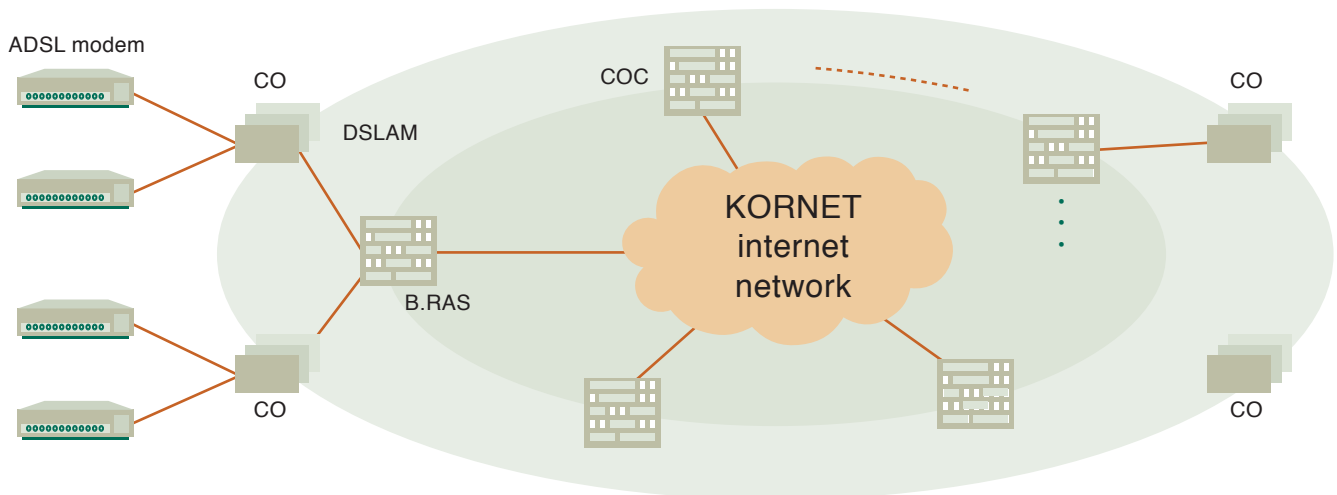 ADSL modem
CO
DSLAM
COC
CO
KORNET
internet
network
B.RAS
CO
CO